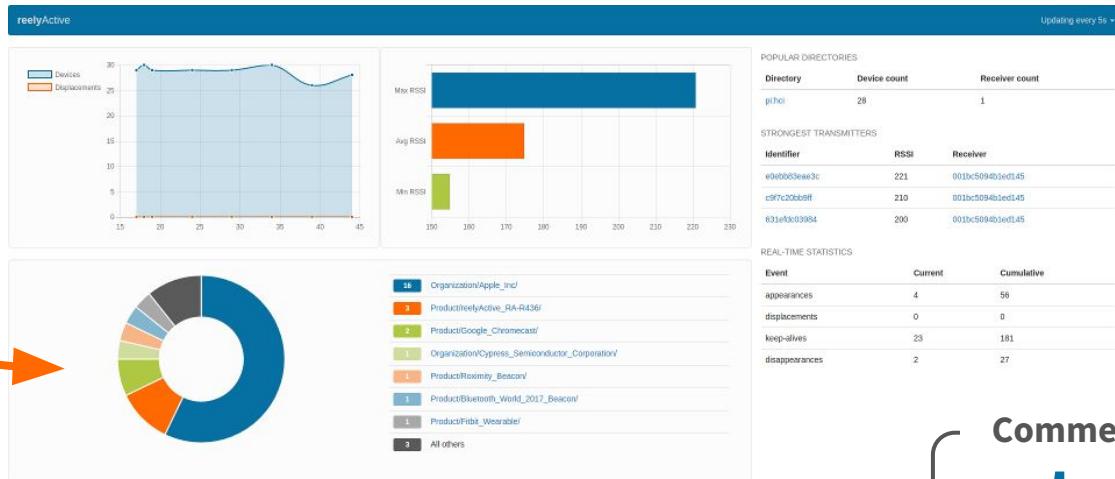 reelyActive
Updating every 5s
Devices
Displacements
30
25
20
15
10
5
0
15 20 25 30 35 40 45
Max RSSI
Avg RSSI
Min RSSI
150 160 170 180 190 200 210 220 230
POPULAR DIRECTORIES
Directory Device count Receiver count
pi:hci 28 1
STRONGEST TRANSMITTERS
Identifier RSSI Receiver
e0ebb83eae3c 221 001bc5094b1ed145
c9f7c20bb9ff 210 001bc5094b1ed145
631efdc03984 200 001bc5094b1ed145
REAL-TIME STATISTICS
Event Current Cumulative
appearances 4 56
displacements 0 0
keep-alives 23 181
disappearances 2 27
16 Organization/Apple_Inc/
3 Product/reelyActive_RA-R436/
2 Product/Google_Chromecast/
1 Organization/Cypress_Semiconductor_Corporation/
1 Product/Roximity_Beacon/
1 Product/Bluetooth_World_2017_Beacon/
1 Product/Fitbit_Wearable/
3 All others
Comme